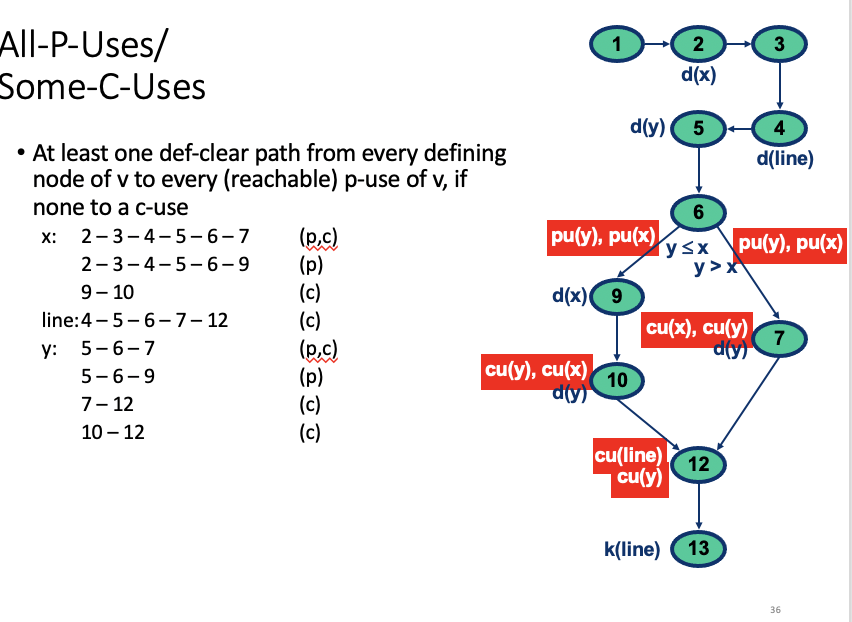 All-P-Uses/
Some-C-Uses
• At least one def-clear path from every defining
node of v to every (reachable) p-use of v, if
none to a c-use
x: 2 – 3 – 4 – 5 – 6 – 7 (p,c)
2 – 3 – 4 – 5 – 6 – 9 (p)
9 – 10 (c)
line: 4 – 5 – 6 – 7 – 12 (c)
y: 5 – 6 – 7 (p,c)
5 – 6 – 9 (p)
7 – 12 (c)
10 – 12 (c)
1 2 3
d(x)
d(y) 5 4
d(line)
6
pu(y), pu(x) y ≤ x pu(y), pu(x)
y > x
d(x) 9
cu(x), cu(y) 7
d(y)
cu(y), cu(x) 10
d(y)
cu(line) 12
cu(y)
k(line) 13
36